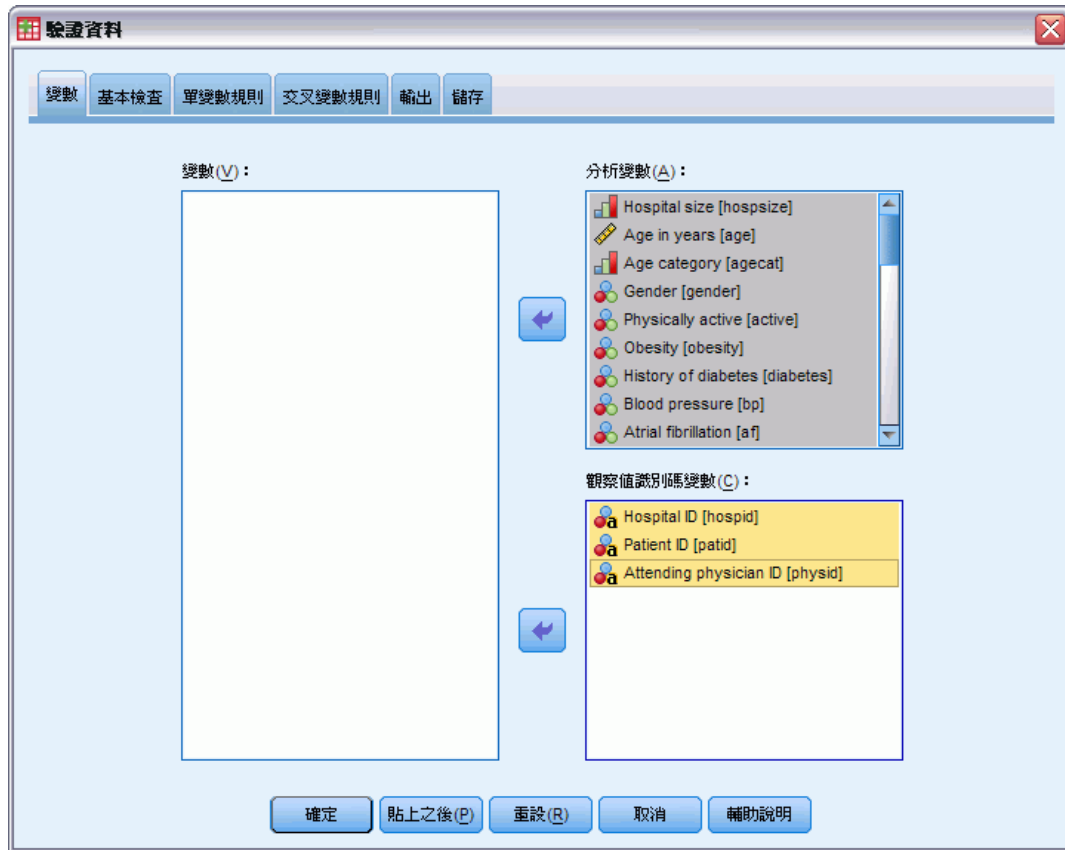 驗證資料
變數 基本檢查 單變數規則 交叉變數規則 輸出 儲存
變數(V)：
分析變數(A)：
Hospital size [hospsize]
Age in years [age]
Age category [agecat]
Gender [gender]
Physically active [active]
Obesity [obesity]
History of diabetes [diabetes]
Blood pressure [bp]
Atrial fibrillation [af]
觀察值識別碼變數(C)：
Hospital ID [hospid]
Patient ID [patid]
Attending physician ID [physid]
確定 貼上之後(P) 重設(R) 取消 輔助說明